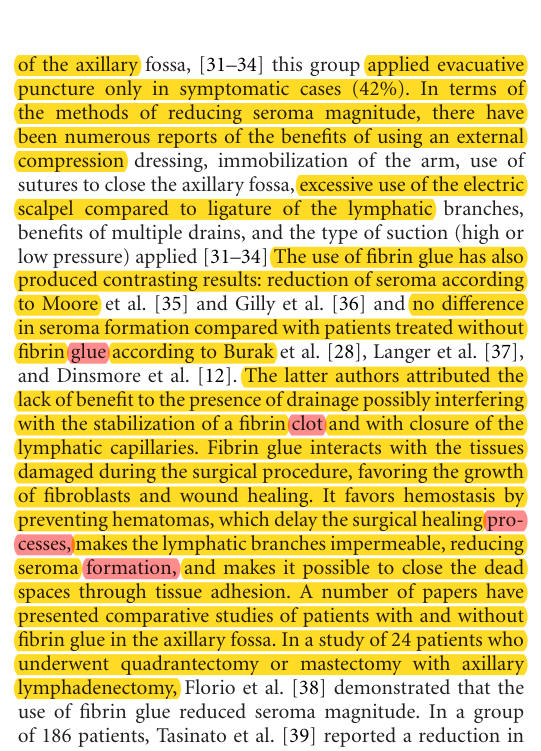 of the axillary fossa, [31–34] this group applied evacuative
puncture only in symptomatic cases (42%). In terms of
the methods of reducing seroma magnitude, there have
been numerous reports of the benefits of using an external
compression dressing, immobilization of the arm, use of
sutures to close the axillary fossa, excessive use of the electric
scalpel compared to ligature of the lymphatic branches,
benefits of multiple drains, and the type of suction (high or
low pressure) applied [31–34] The use of fibrin glue has also
produced contrasting results: reduction of seroma according
to Moore et al. [35] and Gilly et al. [36] and no difference
in seroma formation compared with patients treated without
fibrin glue according to Burak et al. [28], Langer et al. [37],
and Dinsmore et al. [12]. The latter authors attributed the
lack of benefit to the presence of drainage possibly interfering
with the stabilization of a fibrin clot and with closure of the
lymphatic capillaries. Fibrin glue interacts with the tissues
damaged during the surgical procedure, favoring the growth
of fibroblasts and wound healing. It favors hemostasis by
preventing hematomas, which delay the surgical healing pro-
cesses, makes the lymphatic branches impermeable, reducing
seroma formation, and makes it possible to close the dead
spaces through tissue adhesion. A number of papers have
presented comparative studies of patients with and without
fibrin glue in the axillary fossa. In a study of 24 patients who
underwent quadrantectomy or mastectomy with axillary
lymphadenectomy, Florio et al. [38] demonstrated that the
use of fibrin glue reduced seroma magnitude. In a group
of 186 patients, Tasinato et al. [39] reported a reduction in